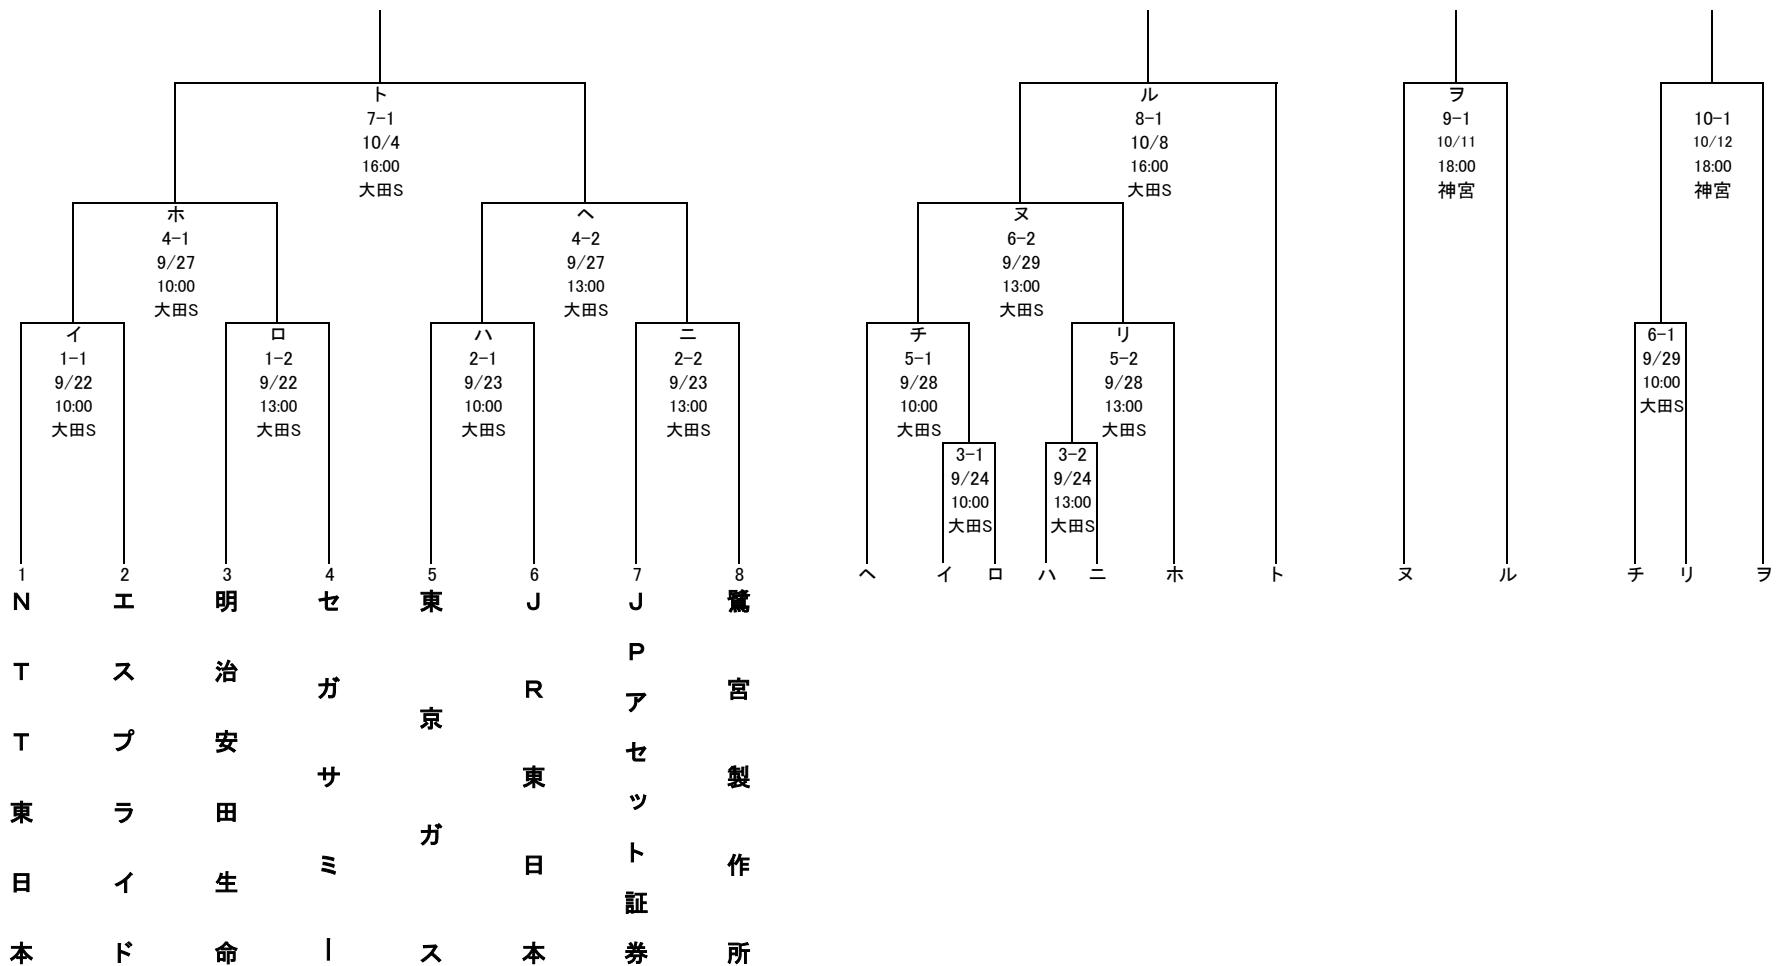 ト
7-1
10/4
16:00
大田S
ホ
4-1
9/27
10:00
大田S
ヘ
4-2
9/27
13:00
大田S
イ
1-1
9/22
10:00
大田S
ロ
1-2
9/22
13:00
大田S
ハ
2-1
9/23
10:00
大田S
ニ
2-2
9/23
13:00
大田S
1
NTT東日本
2
エスプライド
3
明治安田生命
4
セガサミー
5
東京ガス
6
JR東日本
7
JPアセット証券
8
鷺宮製作所
ル
8-1
10/8
16:00
大田S
ヌ
6-2
9/29
13:00
大田S
チ
5-1
9/28
10:00
大田S
リ
5-2
9/28
13:00
大田S
3-1
9/24
10:00
大田S
3-2
9/24
13:00
大田S
ヘ
イ
ロ
ハ
ニ
ホ
ト
ヲ
9-1
10/11
18:00
神宮
ヌ
ル
10-1
10/12
18:00
神宮
6-1
9/29
10:00
大田S
チ
リ
ヲ